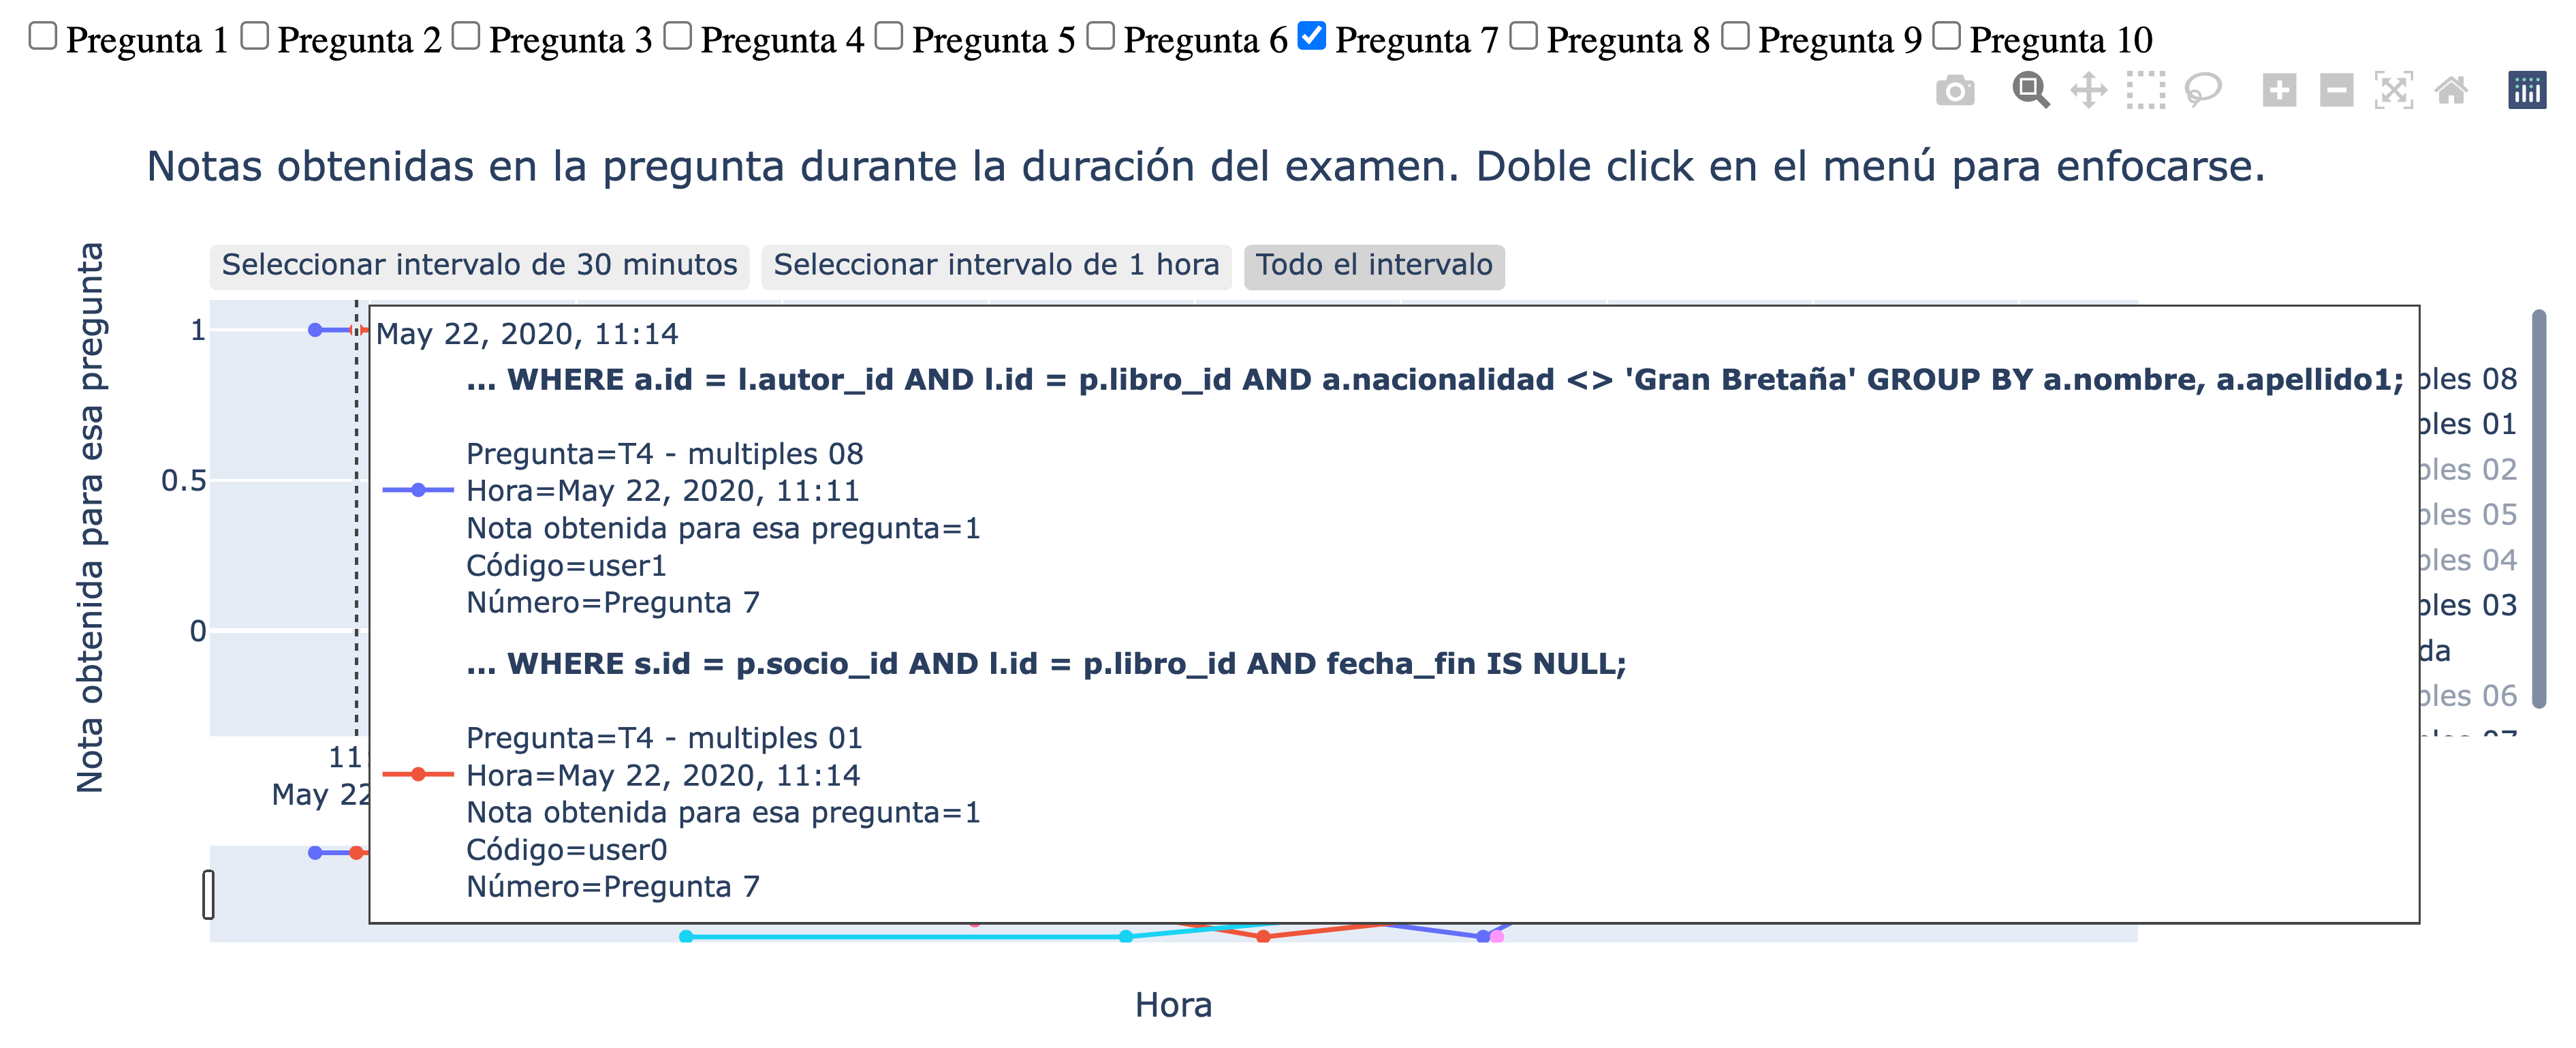 Pregunta 1 Pregunta 2 Pregunta 3 Pregunta 4 Pregunta 5 Pregunta 6 Pregunta 7 Pregunta 8 Pregunta 9 Pregunta 10
Notas obtenidas en la pregunta durante la duración del examen. Doble click en el menú para enfocarse.
Seleccionar intervalo de 30 minutos Seleccionar intervalo de 1 hora Todo el intervalo
Nota obtenida para esa pregunta
1
0.5
0
May 22, 2020, 11:14
... WHERE a.id = l.autor_id AND l.id = p.libro_id AND a.nacionalidad <> 'Gran Bretaña' GROUP BY a.nombre, a.apellido1;
Pregunta=T4 - multiples 08
Hora=May 22, 2020, 11:11
Nota obtenida para esa pregunta=1
Código=user1
Número=Pregunta 7
... WHERE s.id = p.socio_id AND l.id = p.libro_id AND fecha_fin IS NULL;
Pregunta=T4 - multiples 01
Hora=May 22, 2020, 11:14
Nota obtenida para esa pregunta=1
Código=user0
Número=Pregunta 7
ples 08
ples 01
ples 02
ples 05
ples 04
ples 03
da
ples 06
11:
May 22
Hora